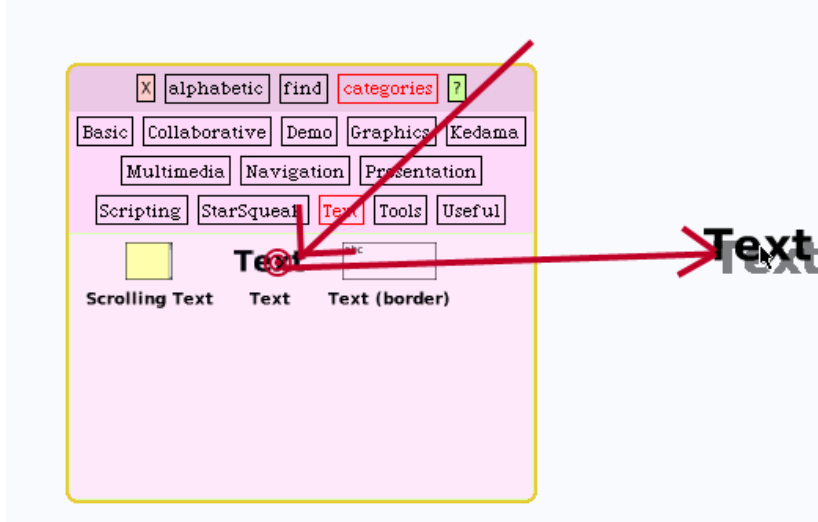 X alphabetic find categories ?
Basic Collaborative Demo Graphics Kedama
Multimedia Navigation Presentation
Scripting StarSqueak Text Tools Useful
Text abc
Scrolling Text Text Text (border)
Text